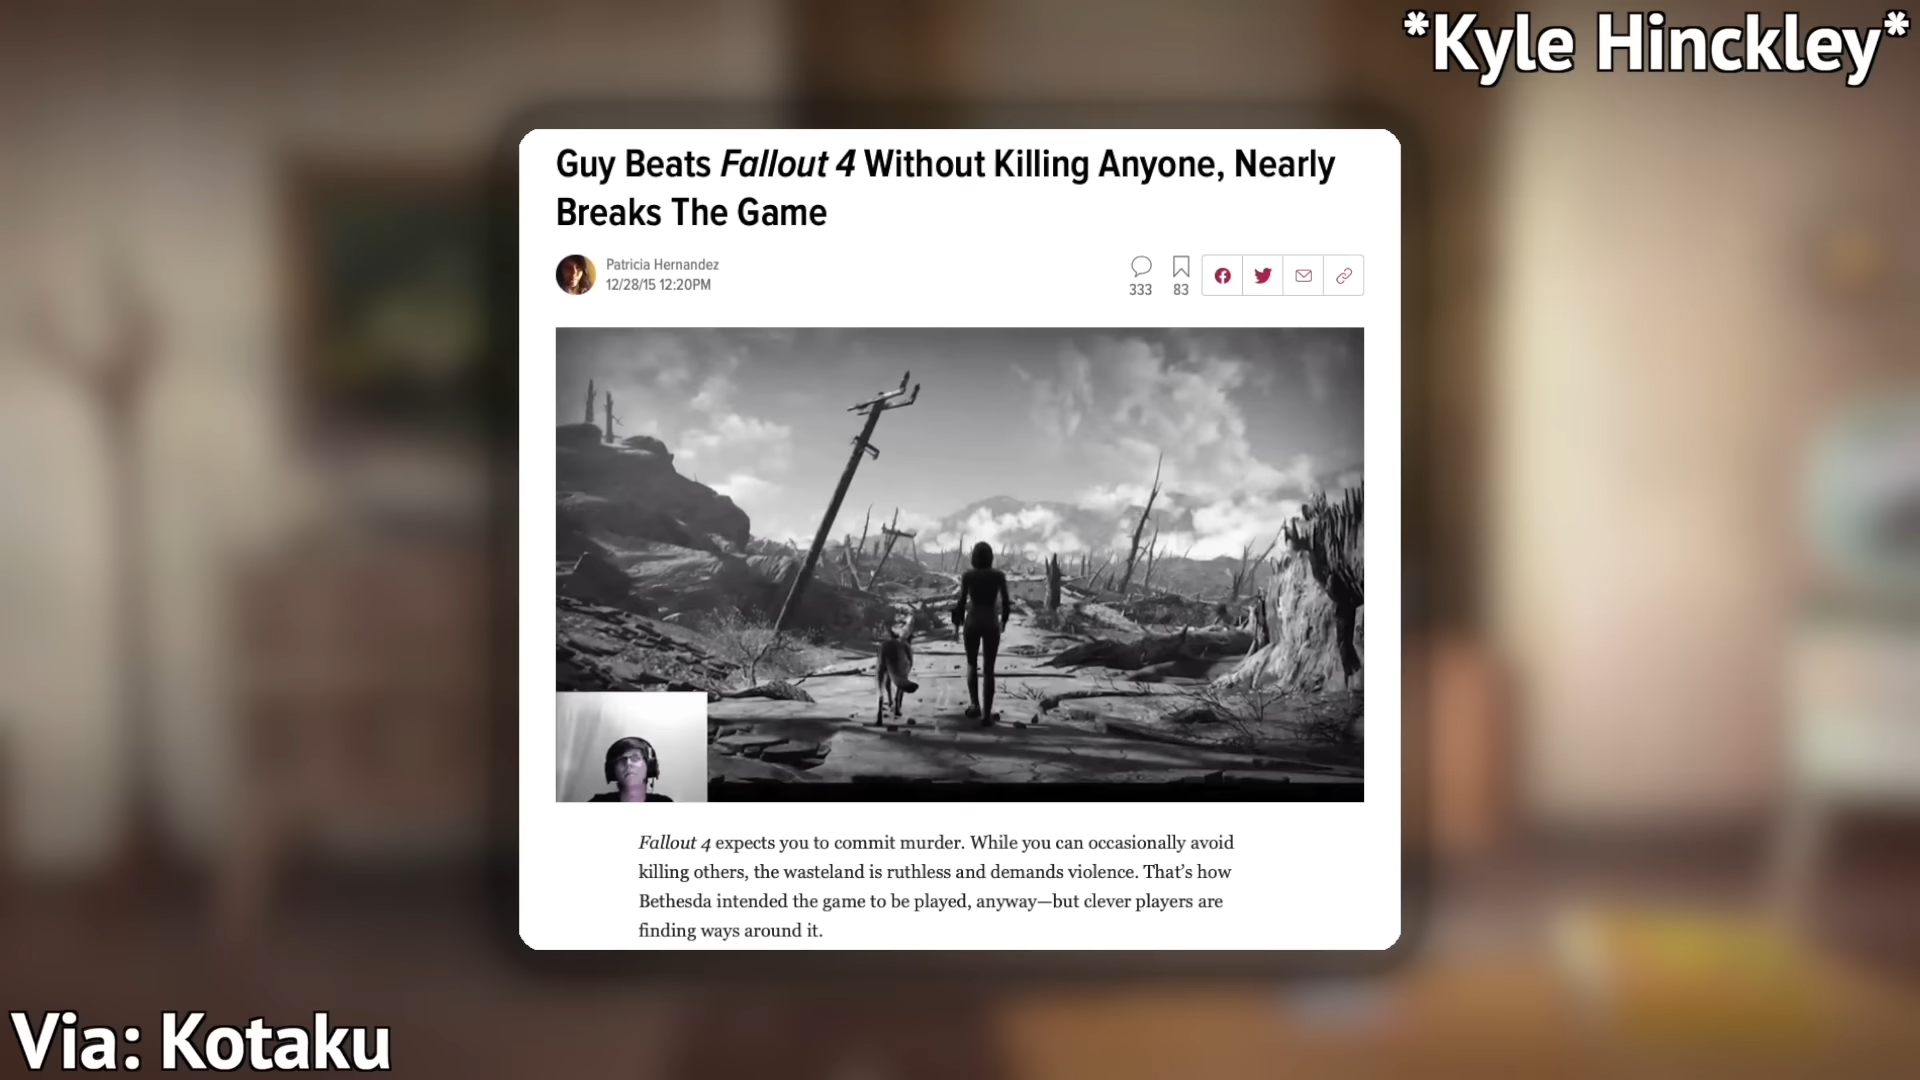 *Kyle Hinckley*
Guy Beats Fallout 4 Without Killing Anyone, Nearly
Breaks The Game
Patricia Hernandez
12/28/15 12:20PM
333
83
Fallout 4 expects you to commit murder. While you can occasionally avoid
killing others, the wasteland is ruthless and demands violence. That’s how
Bethesda intended the game to be played, anyway—but clever players are
finding ways around it.
Via: Kotaku